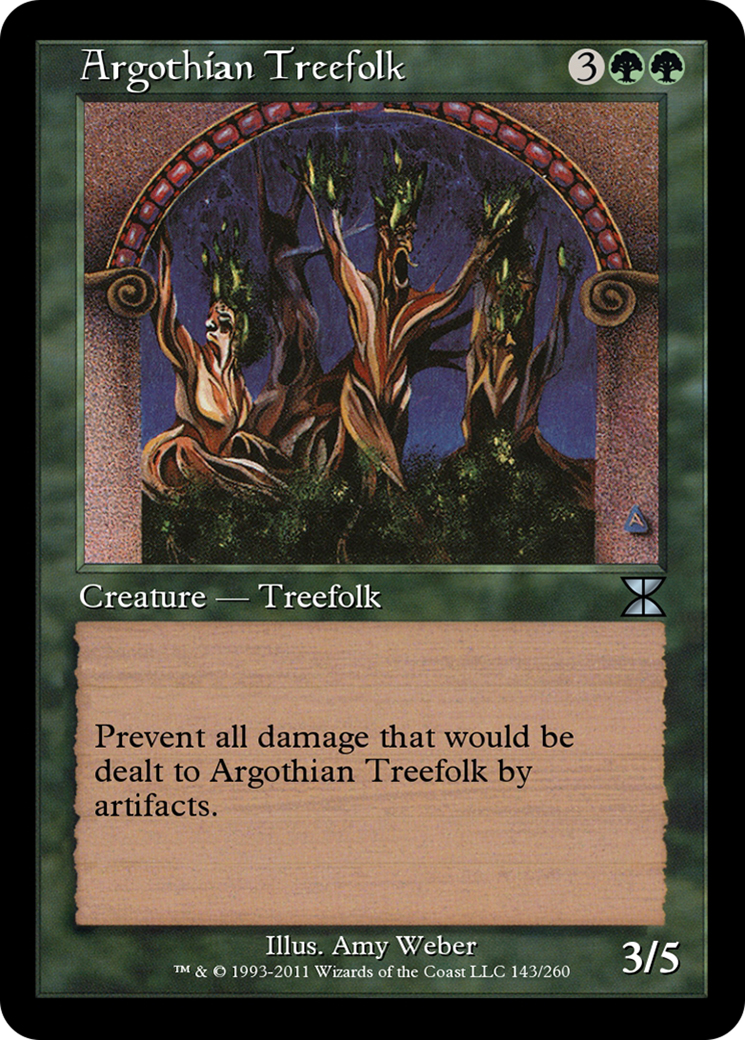 Argothian Treefolk 3
Creature — Treefolk
Prevent all damage that would be
dealt to Argothian Treefolk by
artifacts.
Illus. Amy Weber
™ & © 1993-2011 Wizards of the Coast LLC 143/260
3/5